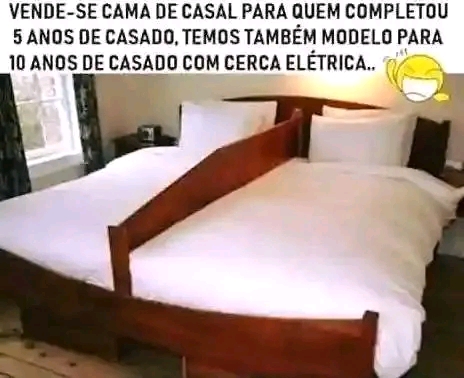 VENDE-SE CAMA DE CASAL PARA QUEM COMPLETOU
5 ANOS DE CASADO, TEMOS TAMBÉM MODELO PARA
10 ANOS DE CASADO COM CERCA ELÉTRICA..